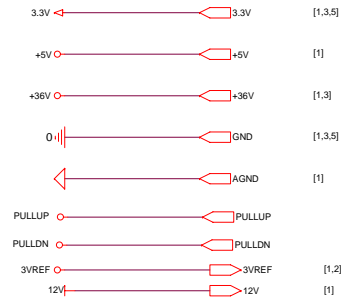 3.3V 3.3V [1,3,5]
+5V +5V [1]
+36V +36V [1,3]
0 GND [1,3,5]
AGND [1]
PULLUP PULLUP
PULLDN PULLDN
3VREF 3VREF [1,2]
12V 12V [1]